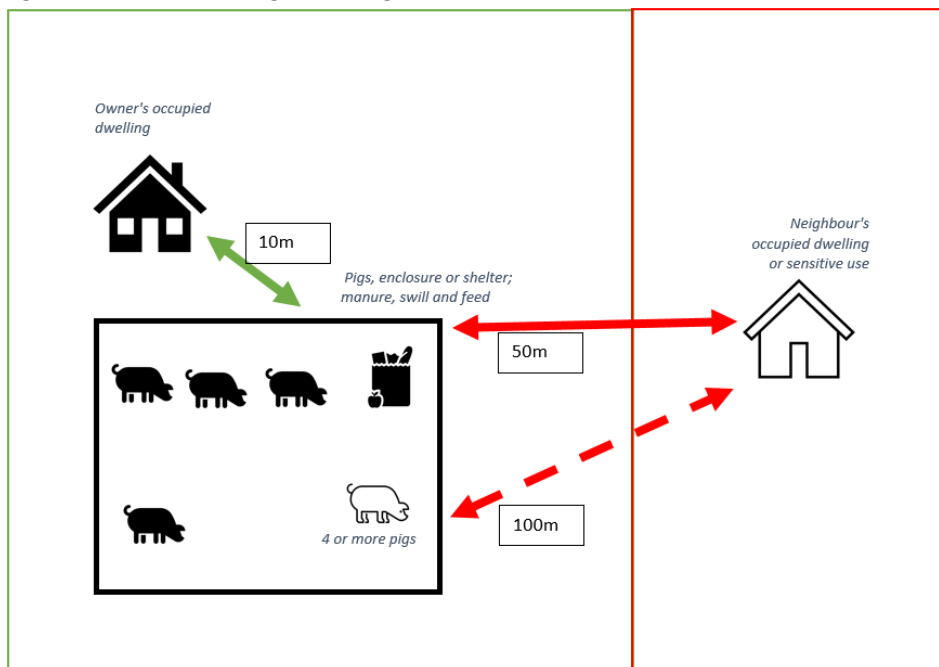 Owner's occupied
dwelling
10m
Neighbour's
occupied dwelling
or sensitive use
Pigs, enclosure or shelter;
manure, swill and feed
50m
100m
4 or more pigs